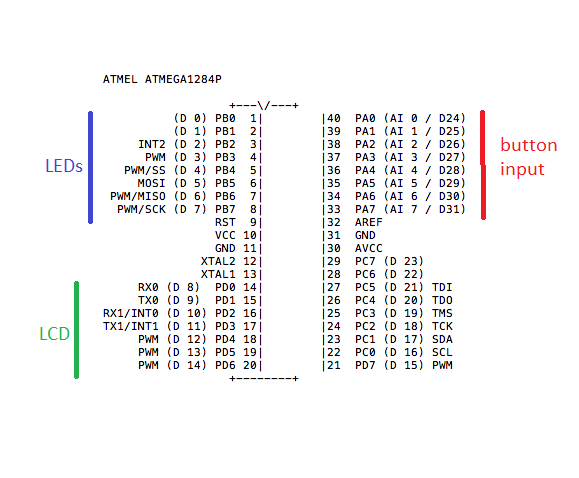 ATMEL ATMEGA1284P
+---\/---+
(D 0) PB0 1| |40 PA0 (AI 0 / D24)
(D 1) PB1 2| |39 PA1 (AI 1 / D25)
INT2 (D 2) PB2 3| |38 PA2 (AI 2 / D26)
PWM (D 3) PB3 4| |37 PA3 (AI 3 / D27)
PWM/SS (D 4) PB4 5| |36 PA4 (AI 4 / D28)
MOSI (D 5) PB5 6| |35 PA5 (AI 5 / D29)
PWM/MISO (D 6) PB6 7| |34 PA6 (AI 6 / D30)
PWM/SCK (D 7) PB7 8| |33 PA7 (AI 7 / D31)
RST 9| |32 AREF
VCC 10| |31 GND
GND 11| |30 AVCC
XTAL2 12| |29 PC7 (D 23)
XTAL1 13| |28 PC6 (D 22)
RX0 (D 8) PD0 14| |27 PC5 (D 21) TDI
TX0 (D 9) PD1 15| |26 PC4 (D 20) TDO
RX1/INT0 (D 10) PD2 16| |25 PC3 (D 19) TMS
TX1/INT1 (D 11) PD3 17| |24 PC2 (D 18) TCK
PWM (D 12) PD4 18| |23 PC1 (D 17) SDA
PWM (D 13) PD5 19| |22 PC0 (D 16) SCL
PWM (D 14) PD6 20| |21 PD7 (D 15) PWM
+--------+
LEDs
LCD
button
input